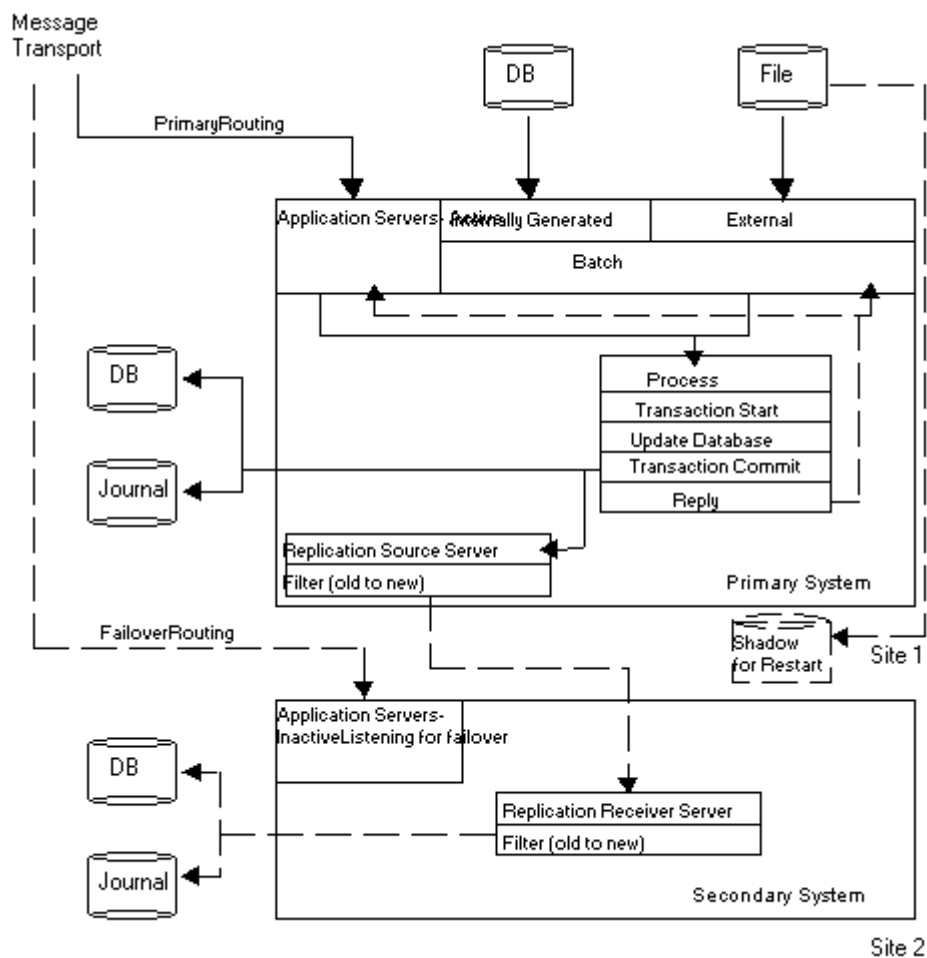 Message
Transport
DB
File
PrimaryRouting
Application Servers- Active
Internally Generated
External
Batch
DB
Process
Transaction Start
Update Database
Transaction Commit
Journal
Reply
Replication Source Server
Filter (old to new)
Primary System
FailoverRouting
Shadow
for Restart
Site 1
Application Servers-
InactiveListening for failover
DB
Replication Receiver Server
Filter (old to new)
Journal
Secondary System
Site 2